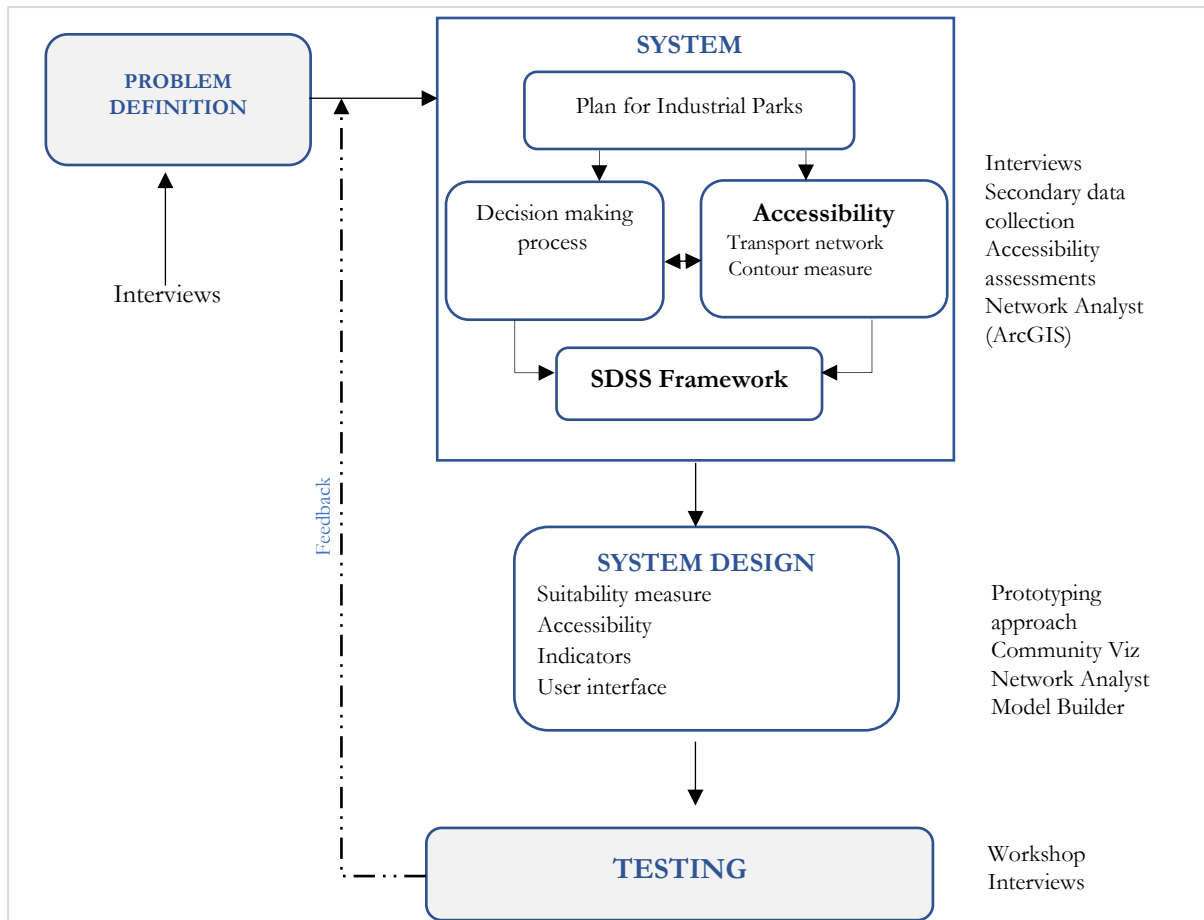 PROBLEM
DEFINITION
Interviews
SYSTEM
Plan for Industrial Parks
Decision making
process
Accessibility
Transport network
Contour measure
SDSS Framework
Interviews
Secondary data
collection
Accessibility
assessments
Network Analyst
(ArcGIS)
Feedback
SYSTEM DESIGN
Suitability measure
Accessibility
Indicators
User interface
Prototyping
approach
Community Viz
Network Analyst
Model Builder
TESTING
Workshop
Interviews